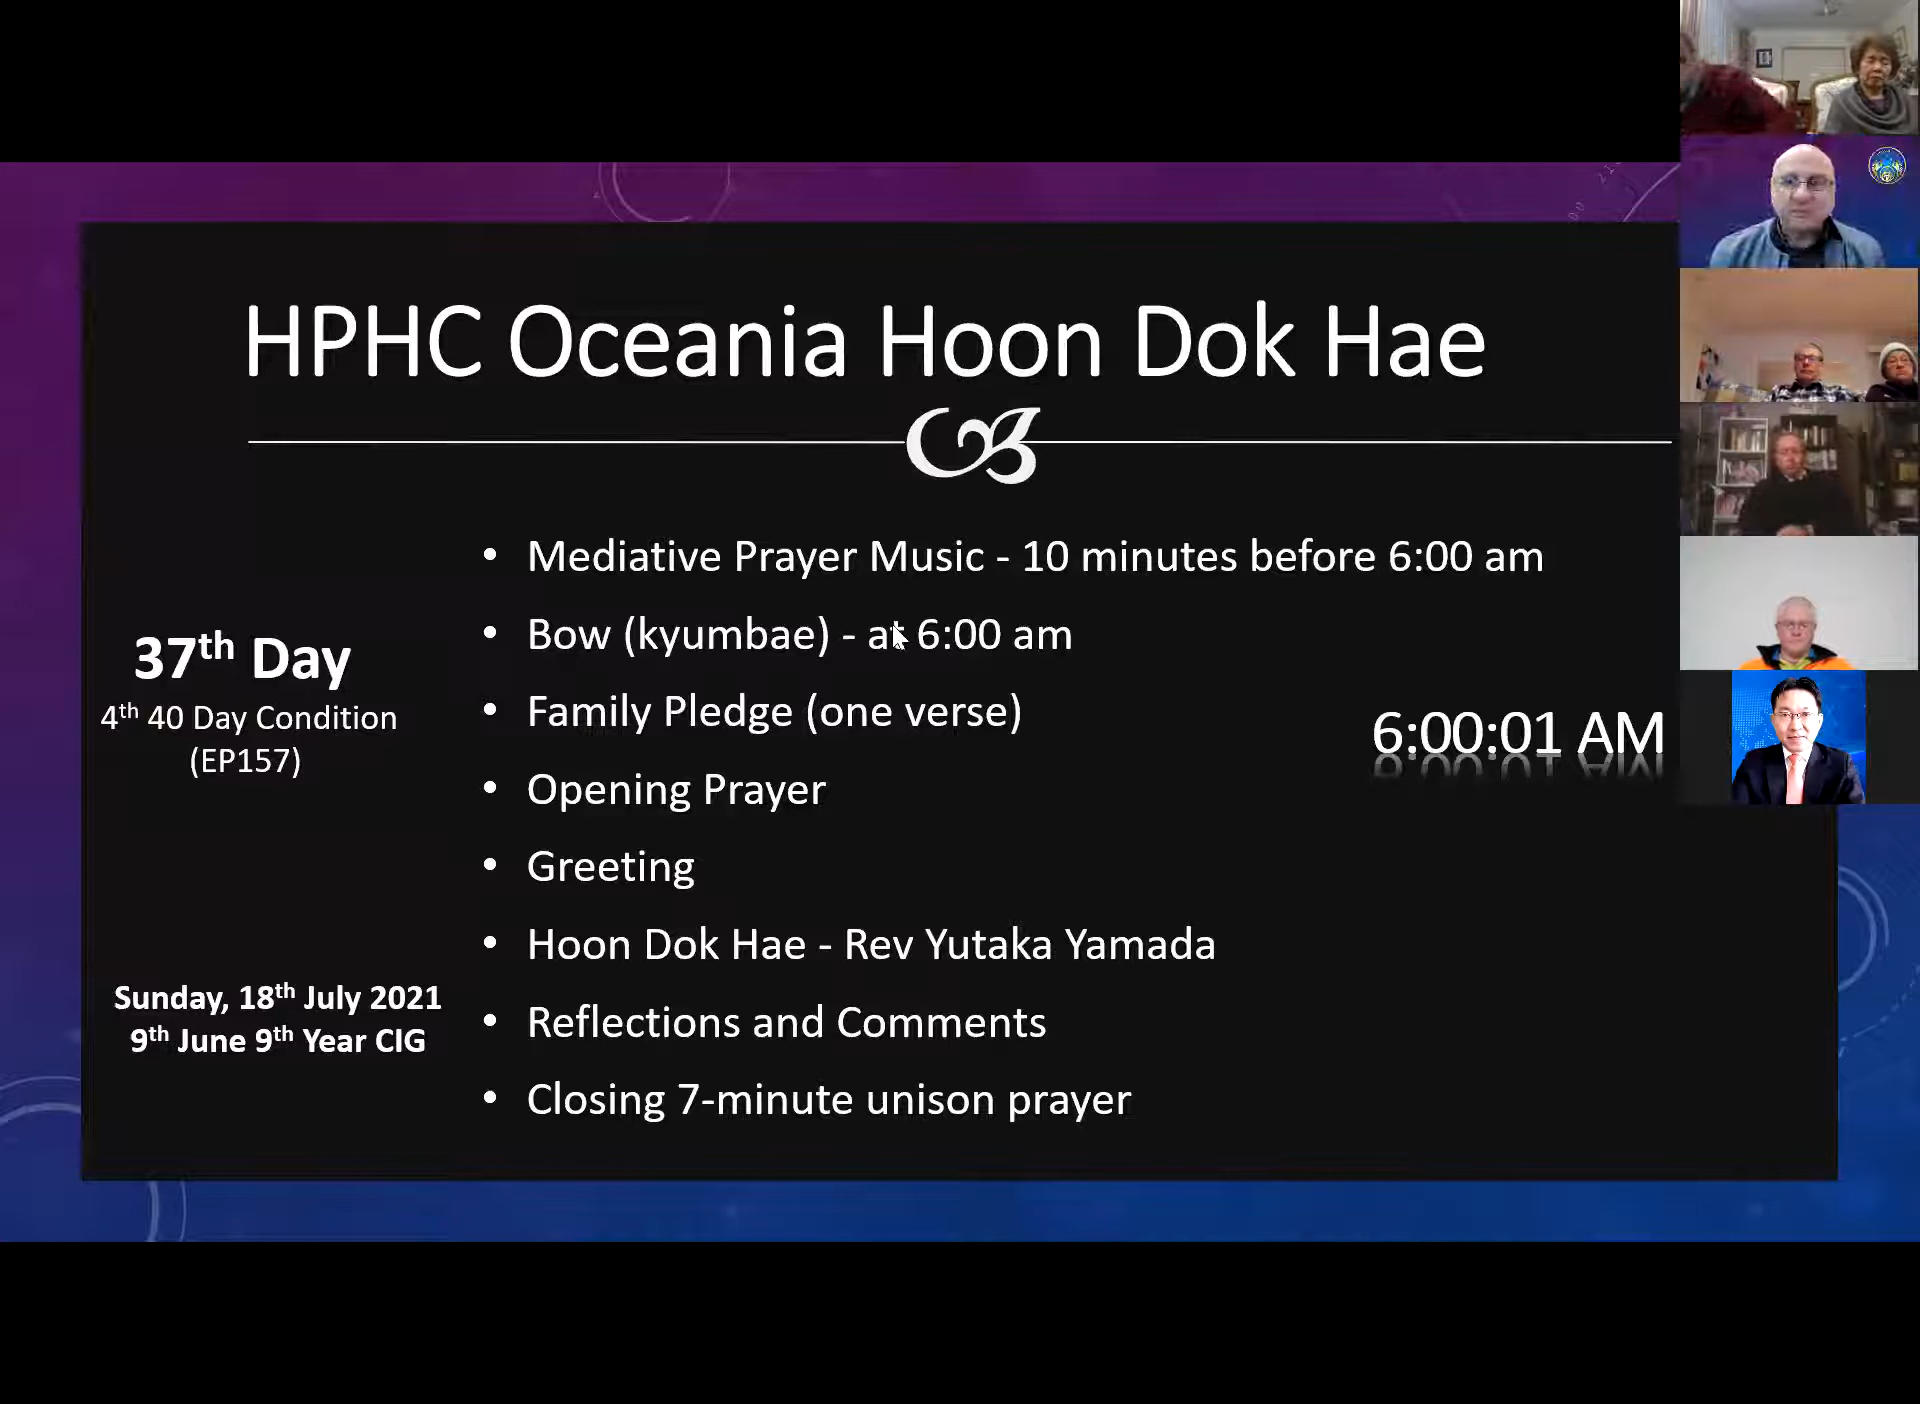 HPHC Oceania Hoon Dok Hae
37th Day
4th 40 Day Condition
(EP157)
Sunday, 18th July 2021
9th June 9th Year CIG
• Mediative Prayer Music - 10 minutes before 6:00 am
• Bow (kyumbae) - at 6:00 am
• Family Pledge (one verse)
• Opening Prayer
• Greeting
• Hoon Dok Hae - Rev Yutaka Yamada
• Reflections and Comments
• Closing 7-minute unison prayer
6:00:01 AM